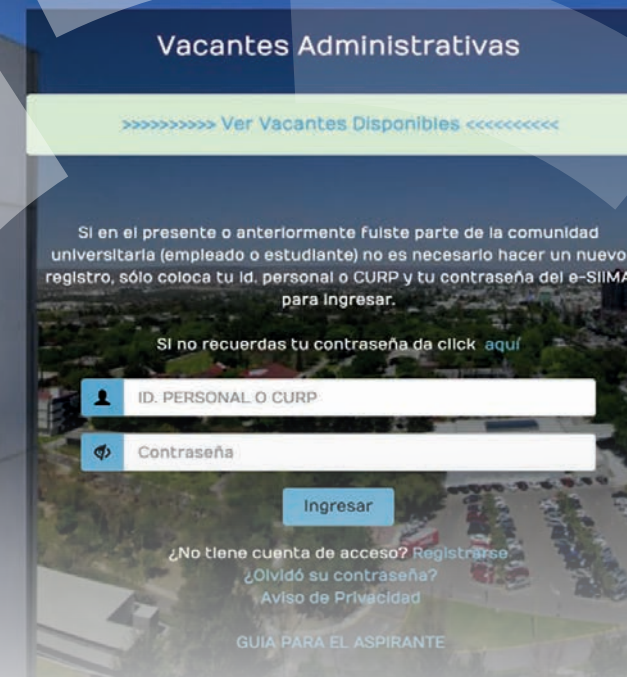 Vacantes Administrativas
>>>>>>>>>> Ver Vacantes Disponibles <<<<<<<<<<
Si en el presente o anteriormente fuiste parte de la comunidad
universitaria (empleado o estudiante) no es necesario hacer un nuevo
registro, sólo coloca tu id. personal o CURP y tu contraseña del e-SIIMA
para ingresar.
Si no recuerdas tu contraseña da click aquí
ID. PERSONAL O CURP
Contraseña
Ingresar
¿No tiene cuenta de acceso? Registrarse
¿Olvidó su contraseña?
Aviso de Privacidad
GUIA PARA EL ASPIRANTE